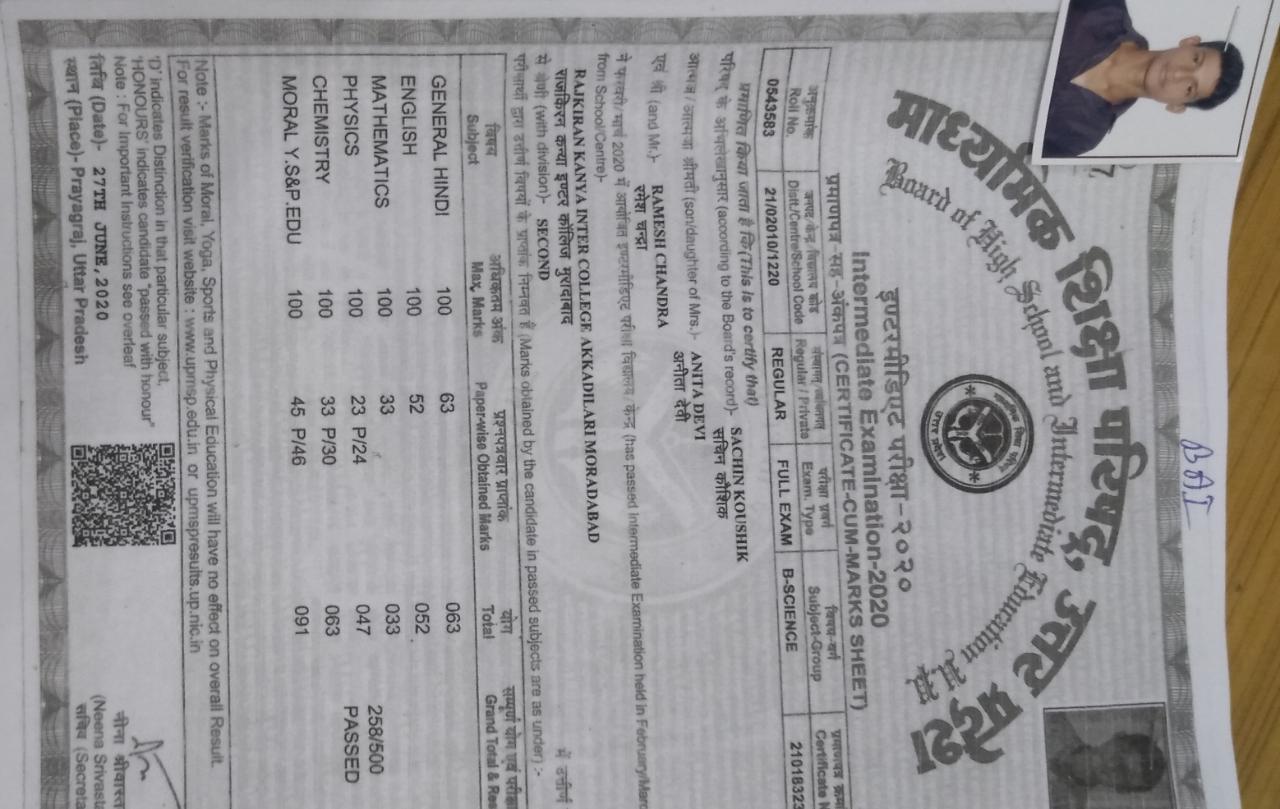 BAI
माध्यमिक शिक्षा परिषद्, उत्तर प्रदेश
Board of High School and Intermediate Education
इण्टरमीडिएट परीक्षा-२०२०
Intermediate Examination-2020
प्रमाणपत्र-सह-अंकपत्र (CERTIFICATE-CUM-MARKS SHEET)
अनुक्रमांक जनपद/केन्द्र/विद्यालय कोड संस्थागत/व्यक्तिगत परीक्षा प्रवर्ग विषय-वर्ग प्रमाणपत्र
Roll No. Distt./Centre/School Code Regular / Private Exam. Type Subject-Group Certificate
0543583 21/02010/1220 REGULAR FULL EXAM B-SCIENCE 21018323
प्रमाणित किया जाता है कि (This is to certify that) SACHIN KOUSHIK
परिषद के अभिलेखानुसार (according to the Board's record)- सचिन कौशिक
आत्मज / आत्मजा श्रीमती (son/daughter of Mrs.)- ANITA DEVI
अनीता देवी
एवं श्री (and Mr.)- RAMESH CHANDRA
रमेश चन्द्रा
ने फरवरी/मार्च 2020 में आयोजित इण्टरमीडिएट परीक्षा विद्यालय / केन्द्र (has passed Intermediate Examination held in February/March
from School/Centre)-
RAJKIRAN KANYA INTER COLLEGE AKKADILARI MORADABAD
राजकिरन कन्या इण्टर कॉलिज मुरादाबाद
से श्रेणी (with division)- SECOND में उत्तीर्ण
परीक्षार्थी द्वारा उत्तीर्ण विषयों के प्राप्तांक निम्नवत हैं (Marks obtained by the candidate in passed subjects are as under) :-
विषय अधिकतम अंक प्रश्नपत्रवार प्राप्तांक योग सम्पूर्ण योग एवं
Subject Max. Marks Paper-wise Obtained Marks Total Grand Total &
GENERAL HINDI 100 63 063
ENGLISH 100 52 052
MATHEMATICS 100 33 033 258/500
PHYSICS 100 23 P/24 047 PASSED
CHEMISTRY 100 33 P/30 063
MORAL Y.S&P.EDU 100 45 P/46 091
Note :- Marks of Moral, Yoga, Sports and Physical Education will have no effect on overall Result.
For result verification visit website : www.upmsp.edu.in or upmspresults.up.nic.in
'D' indicates Distinction in that particular subject,
'HONOURS' indicates candidate 'passed with honour'
Note : For Important Instructions see overleaf
तिथि (Date)- 27TH JUNE, 2020
स्थान (Place)- Prayagraj, Uttar Pradesh
नीना श्रीवास्त
(Neena Srivast
सचिव (Secreta